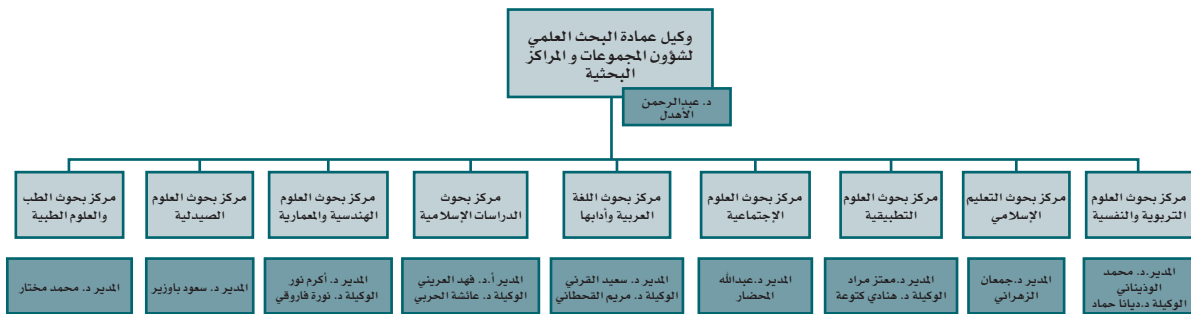 وكيل عمادة البحث العلمي
لشؤون المجموعات و المراكز
البحثية
د. عبدالرحمن
الأهدل
مركز بحوث العلوم
التربوية والنفسية
مركز بحوث التعليم
الإسلامي
مركز بحوث العلوم
التطبيقية
مركز بحوث العلوم
الإجتماعية
مركز بحوث اللغة
العربية وأدابها
مركز بحوث
الدراسات الإسلامية
مركز بحوث العلوم
الهندسية والمعمارية
مركز بحوث العلوم
الصيدلية
مركز بحوث الطب
والعلوم الطبية
المدير.د. محمد
الوذيناني
الوكيلة د.ديانا حماد
المدير د.جمعان
الزهراني
المدير د.معتز مراد
الوكيلة د. هنادي كتوعة
المدير د.عبدالله
المحضار
المدير د. سعيد القرني
الوكيلة د. مريم القحطاني
المدير أ.د. فهد العريني
الوكيلة د. عائشة الحربي
المدير د. أكرم نور
الوكيلة د. نورة فاروقي
المدير د. سعود باوزير
المدير د. محمد مختار